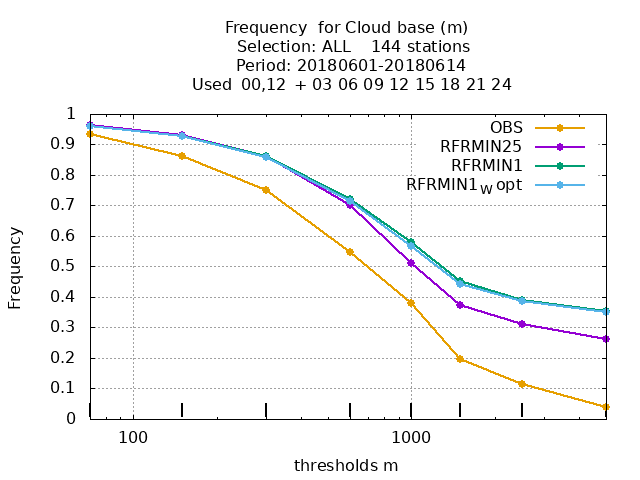 Frequency  for Cloud base (m)
Selection: ALL    144 stations
Period: 20180601-20180614
Used  00,12  + 03 06 09 12 15 18 21 24
1
0.9
0.8
0.7
0.6
0.5
0.4
0.3
0.2
0.1
0
Frequency
OBS
RFRMIN25
RFRMIN1
RFRMIN1W opt
100
1000
thresholds m